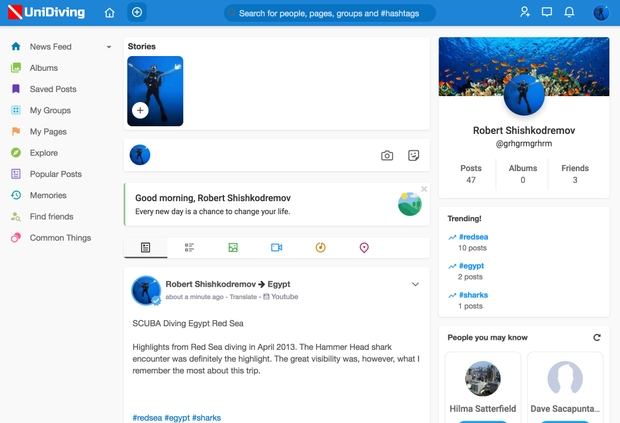 UniDiving
Search for people, pages, groups and #hashtags
News Feed
Albums
Saved Posts
My Groups
My Pages
Explore
Popular Posts
Memories
Find friends
Common Things
Stories
Good morning, Robert Shishkodremov
Every new day is a chance to change your life.
Robert Shishkodremov Egypt
about a minute ago - Translate - Youtube
SCUBA Diving Egypt Red Sea
Highlights from Red Sea diving in April 2013. The Hammer Head shark
encounter was definitely the highlight. The great visibility was, however, what I
remember the most about this trip.
#redsea #egypt #sharks
Robert Shishkodremov
@grhgrmgrhrm
Posts Albums Friends
47 0 3
Trending!
#redsea
10 posts
#egypt
2 posts
#sharks
1 posts
People you may know
Hilma Satterfield
Dave Sacapunta...